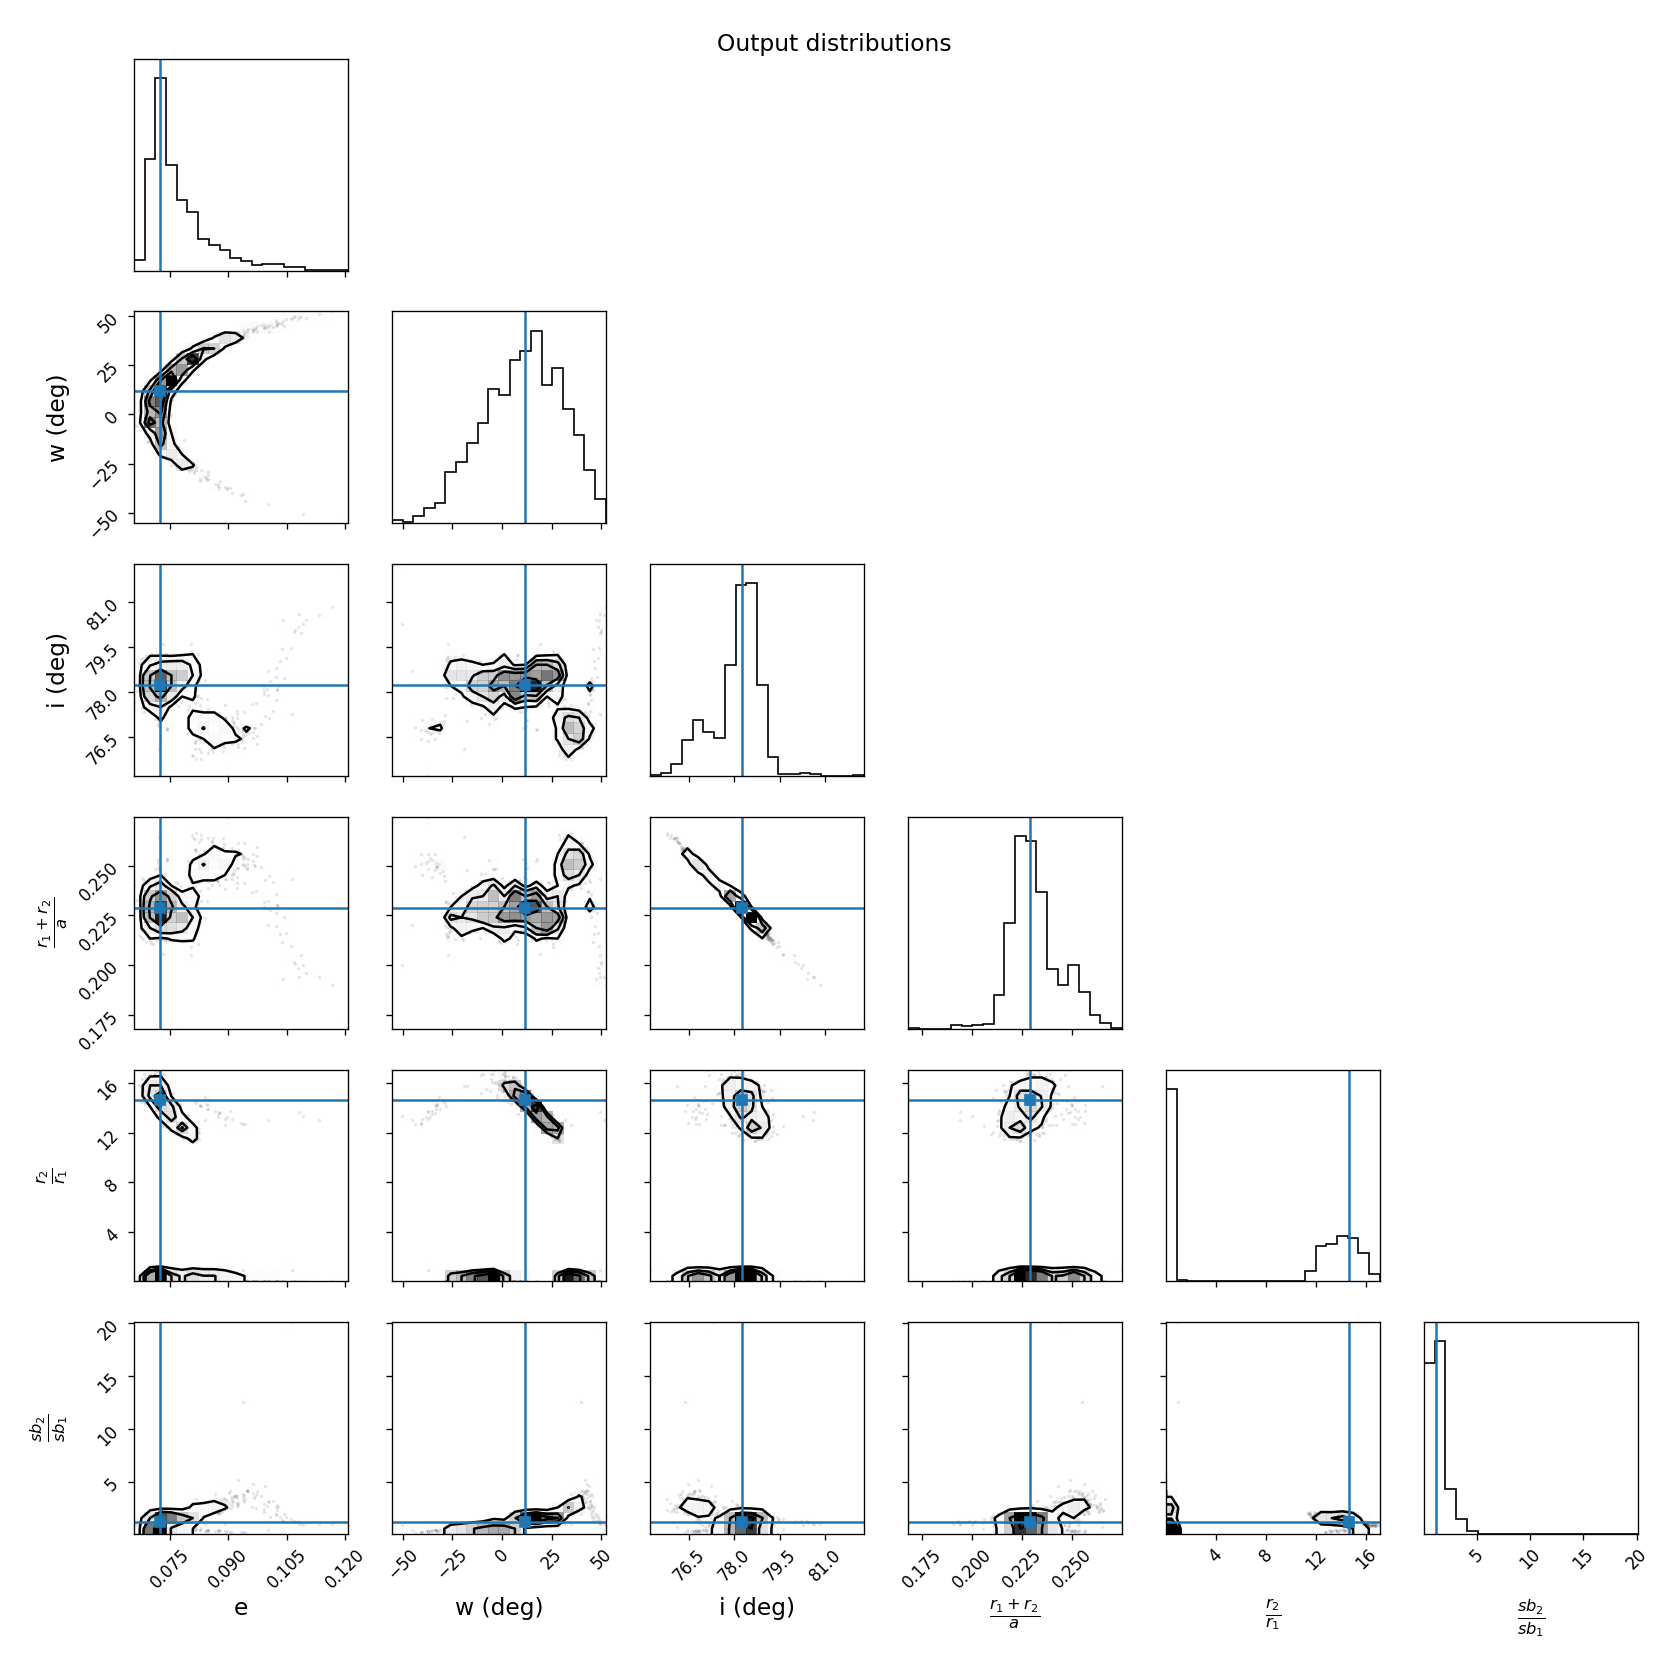 Output distributions
50
25
0
−25
−50
w (deg)
81.0
79.5
78.0
76.5
i (deg)
0.250
0.225
0.200
0.175
r₁ + r₂
a
16
12
8
4
r₂
r₁
20
15
10
5
sb₂
sb₁
0.075 0.090 0.105 0.120
−50 −25 0 25 50
76.5 78.0 79.5 81.0
0.175 0.200 0.225 0.250
4 8 12 16
5 10 15 20
e
w (deg)
i (deg)
r₁ + r₂
a
r₂
r₁
sb₂
sb₁